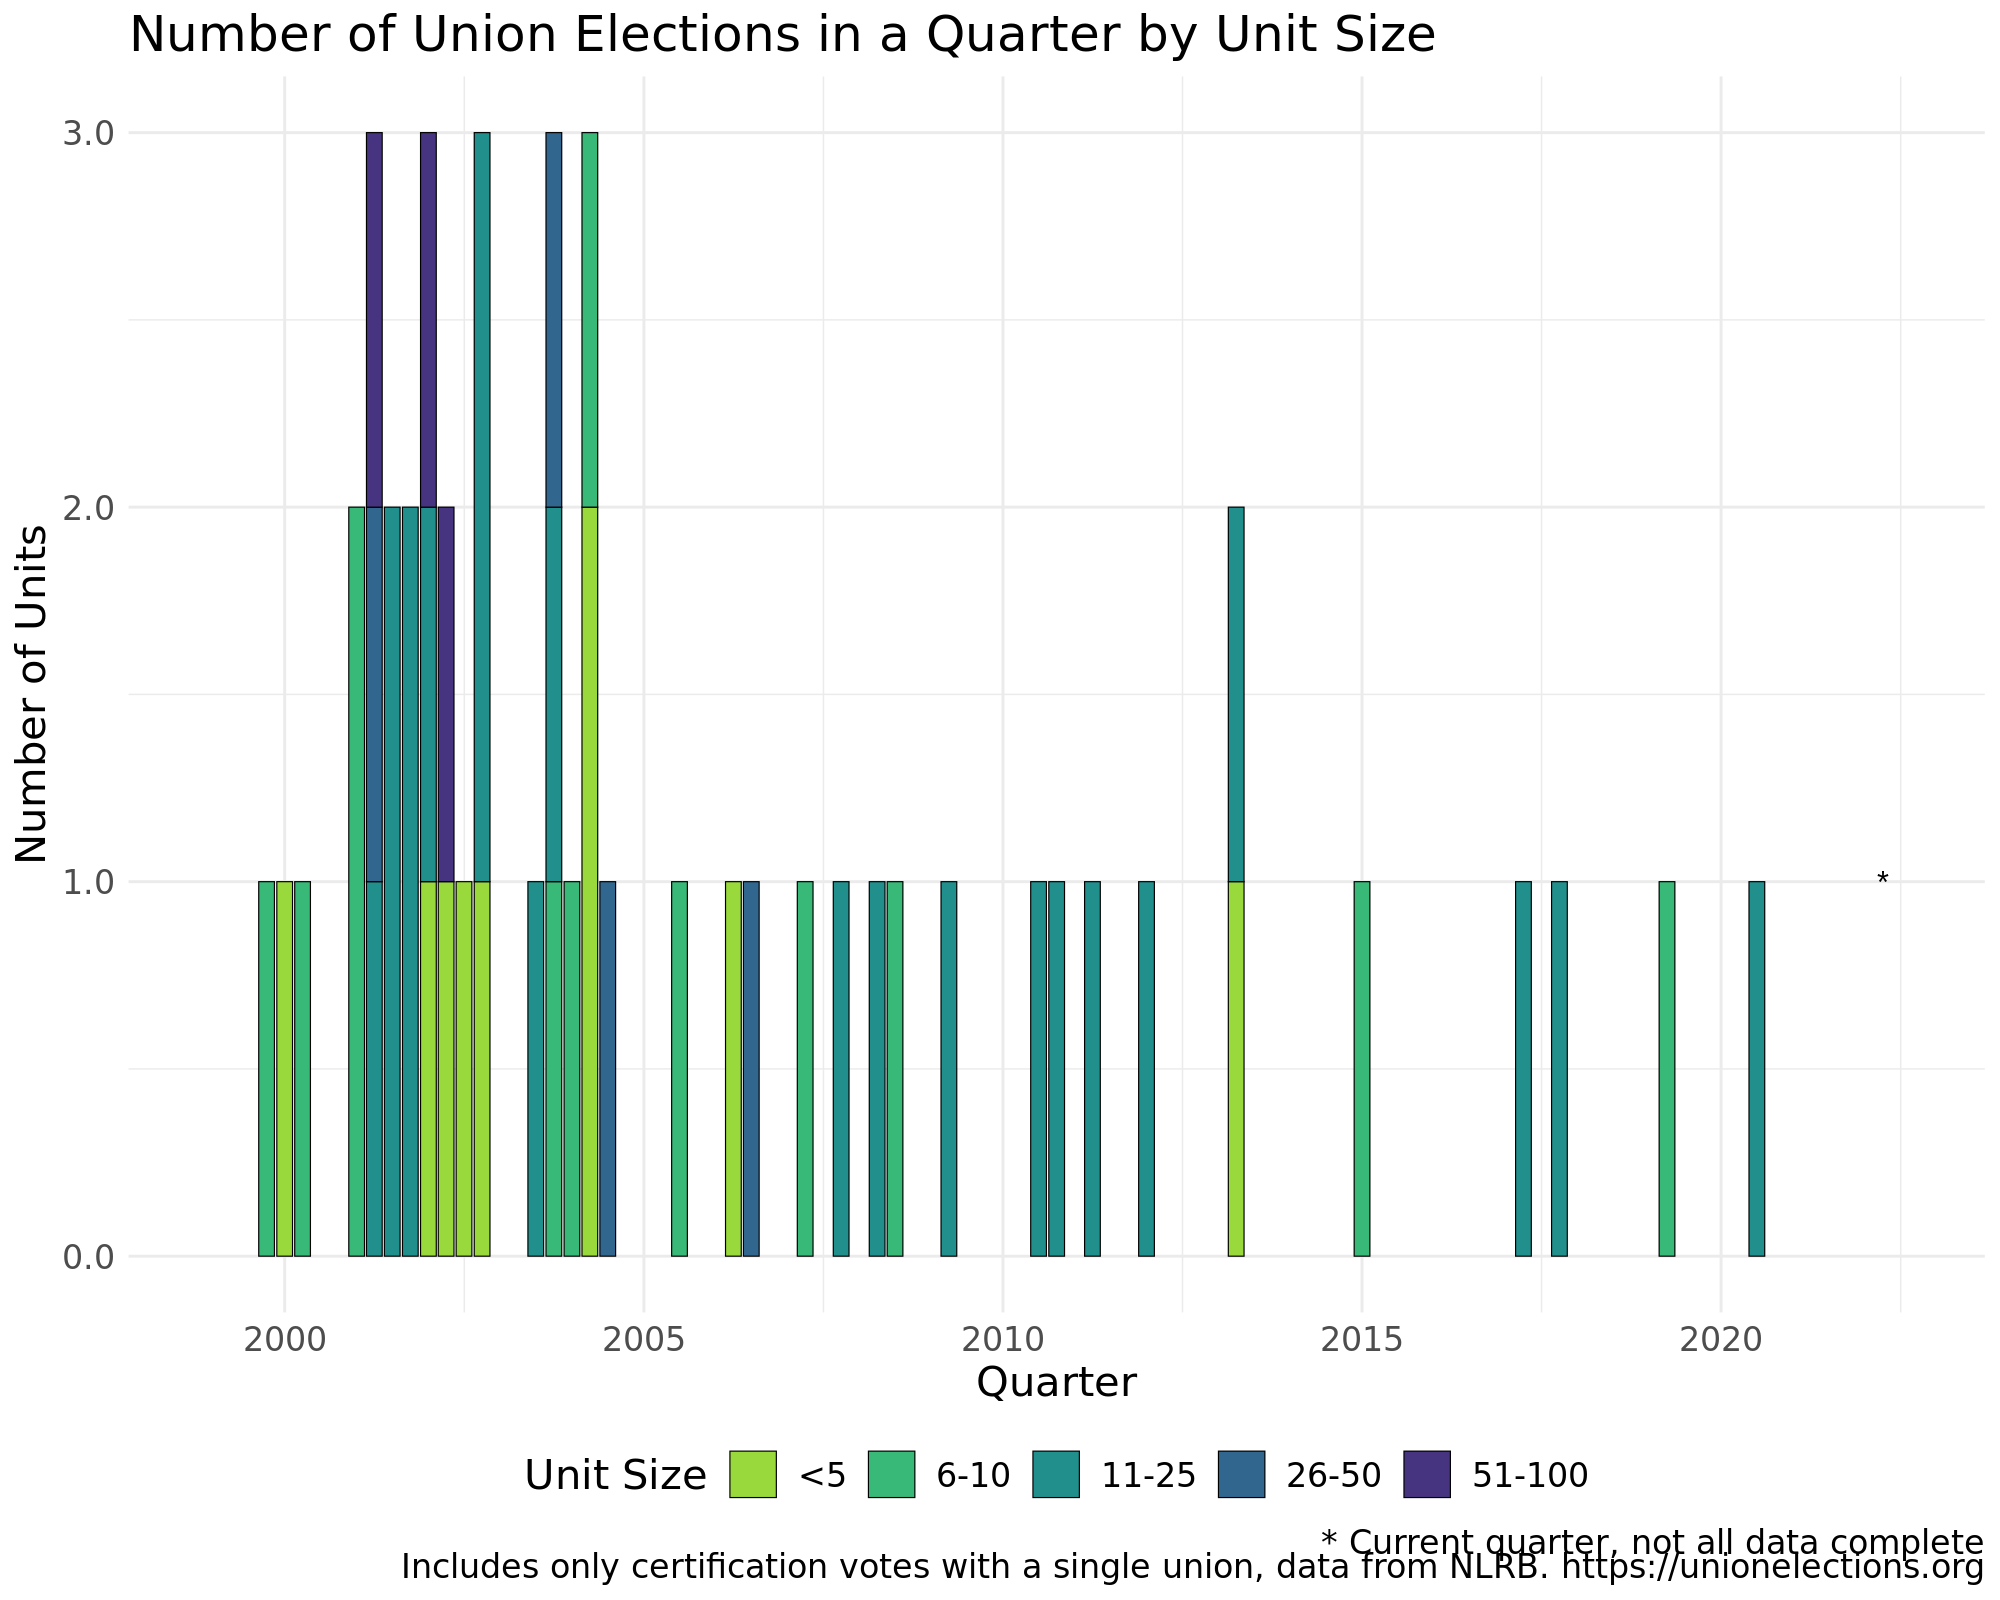 Number of Union Elections in a Quarter by Unit Size
Number of Units
3.0
2.0
1.0
0.0
*
2000 2005 2010 2015 2020
Quarter
Unit Size <5 6-10 11-25 26-50 51-100
* Current quarter, not all data complete
Includes only certification votes with a single union, data from NLRB. https://unionelections.org